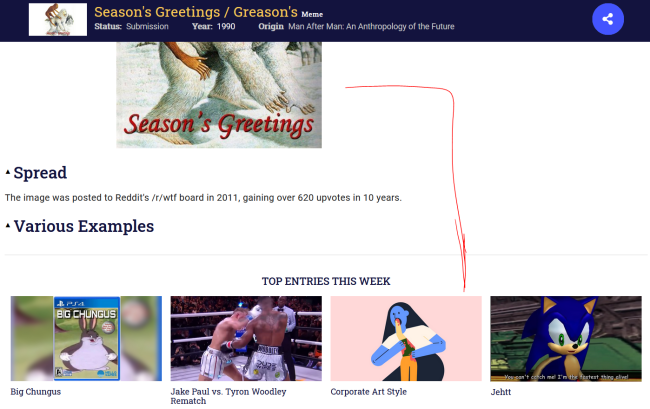 Season's Greetings / Greason's Meme
Status: Submission Year: 1990 Origin Man After Man: An Anthropology of the Future
Season's Greetings
Spread
The image was posted to Reddit's /r/wtf board in 2011, gaining over 620 upvotes in 10 years.
Various Examples
TOP ENTRIES THIS WEEK
PS4
BIG CHUNGUS
You can't catch me! I'm the fastest thing alive!
Big Chungus
Jake Paul vs. Tyron Woodley
Rematch
Corporate Art Style
Jehtt